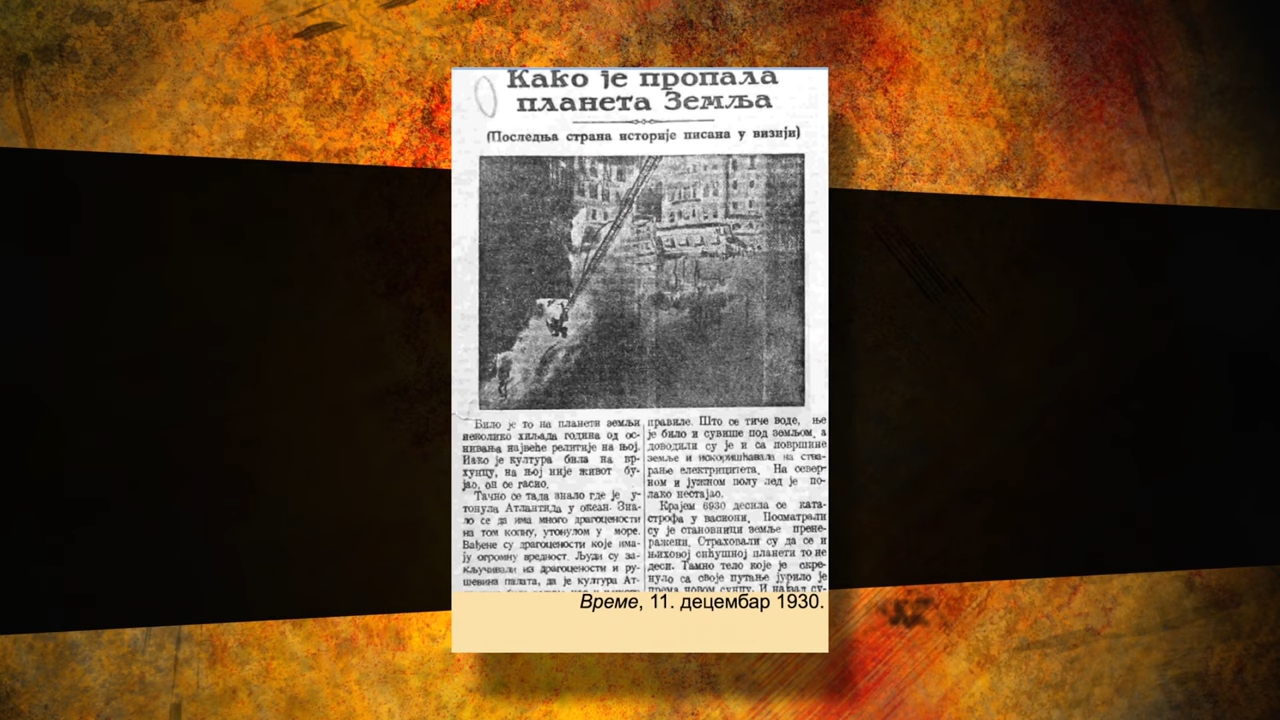 Како је пропала
планета Земља
(Последња страна историје писана у визији)
Било је то на планети земљи
неколико хиљада година од ос-
нивања највеће религије на њој.
Иако је култура била на вр-
хунцу, на њој није живот бу-
јао, он се гасио.
Тачно се тада знало где је у-
тонула Атлантида у океан. Зна-
ло се да има много драгоцености
на том копну, утонулом у море.
Вађене су драгоцености које има-
ју огромну вредност. Људи су за-
кључивали из драгоцености и ру-
шевина палата, да је култура Ат-
правиле. Што се тиче воде, ње
је било и сувише под земљом, а
доводили су је и са површине
земље и искоришћавали на ства-
рање електрицитета. На север-
ном и јужном полу лед је по-
лако нестајао.
Крајем 6930 десила се ката-
строфа у васиони. Посматрали
су је становници земље прене-
ражени. Страховали су да се и
њиховој сићушној планети то не
деси. Тамно тело које је скре-
нуло са своје путање јурило је
према новом сунцу. И
Време, 11. децембар 1930.